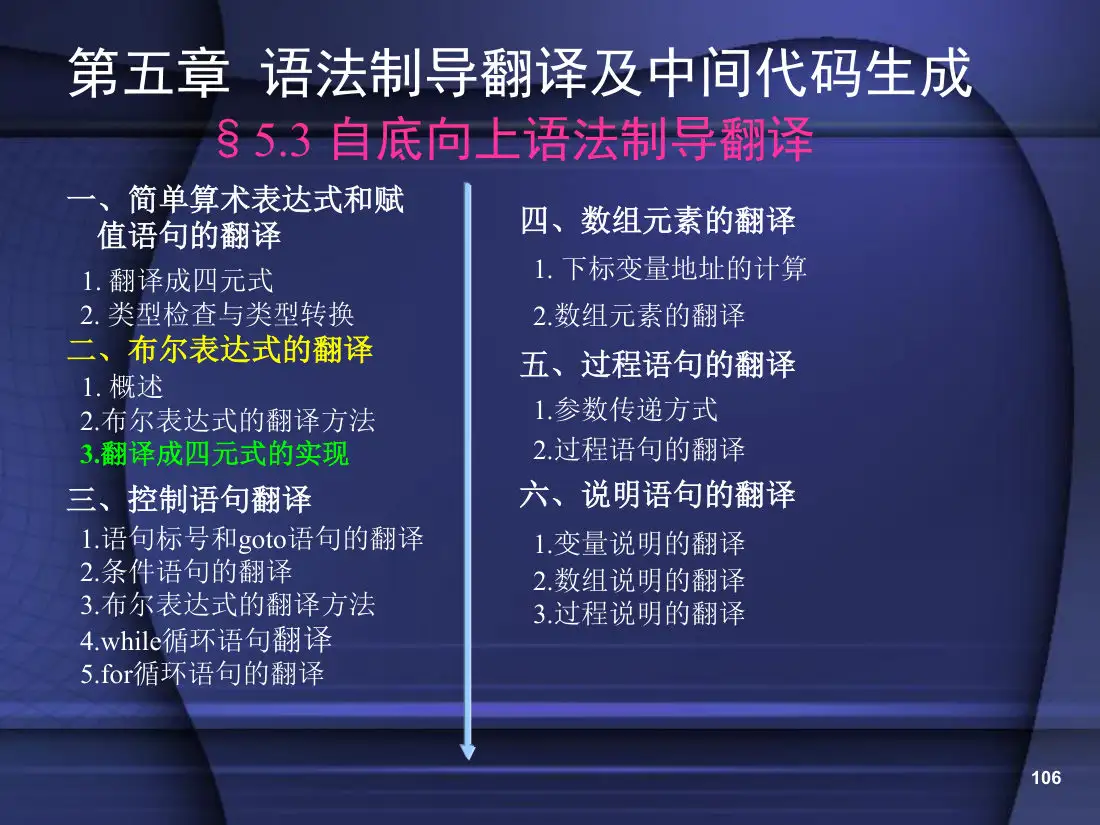 第五章 语法制导翻译及中间代码生成
§5.3 自底向上语法制导翻译
一、简单算术表达式和赋
值语句的翻译
1. 翻译成四元式
2. 类型检查与类型转换
二、布尔表达式的翻译
1. 概述
2.布尔表达式的翻译方法
3.翻译成四元式的实现
三、控制语句翻译
1.语句标号和goto语句的翻译
2.条件语句的翻译
3.布尔表达式的翻译方法
4.while循环语句翻译
5.for循环语句的翻译
四、数组元素的翻译
1. 下标变量地址的计算
2.数组元素的翻译
五、过程语句的翻译
1.参数传递方式
2.过程语句的翻译
六、说明语句的翻译
1.变量说明的翻译
2.数组说明的翻译
3.过程说明的翻译
106